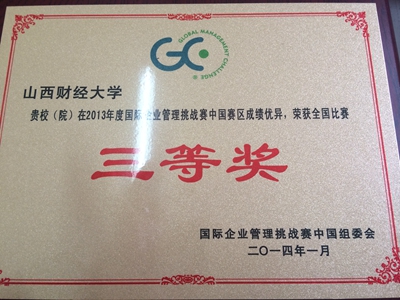 GLOBAL MANAGEMENT CHALLENGE ®
GMC
山西财经大学
贵校（院）在2013年度国际企业管理挑战赛中国赛区成绩优异，荣获全国比赛
三等奖
国际企业管理挑战赛中国组委会
二〇一四年一月